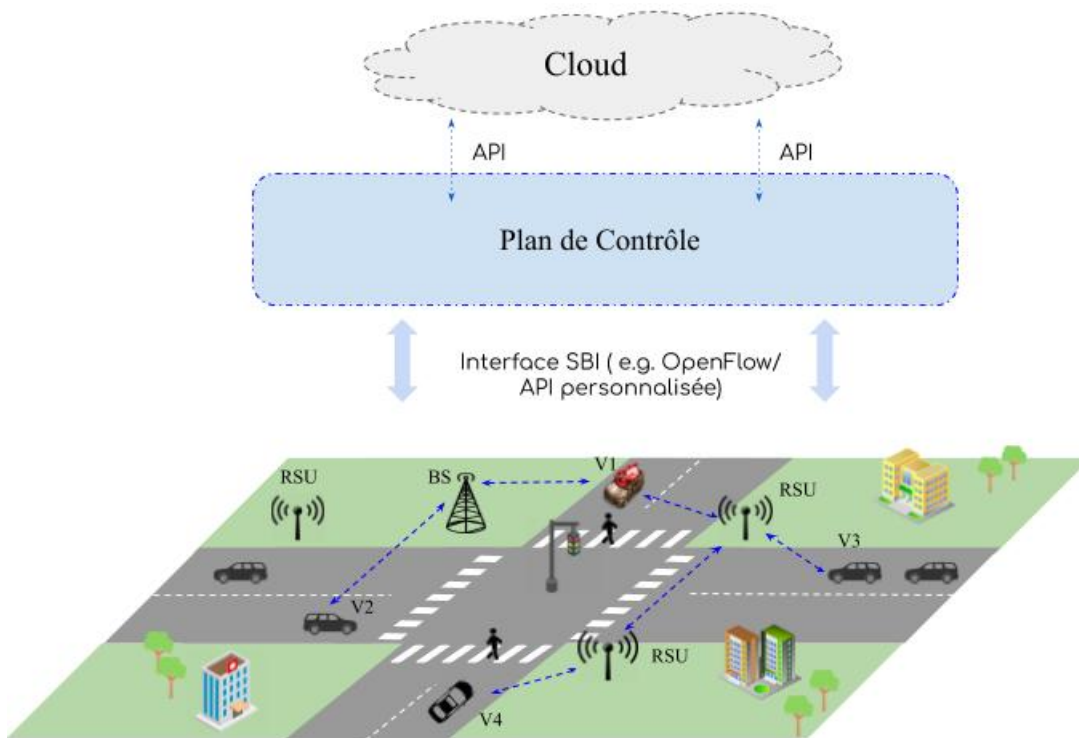 Cloud
API
API
Plan de Contrôle
Interface SBI ( e.g. OpenFlow/
API personnalisée)
RSU
BS
V1
RSU
V3
V2
RSU
V4